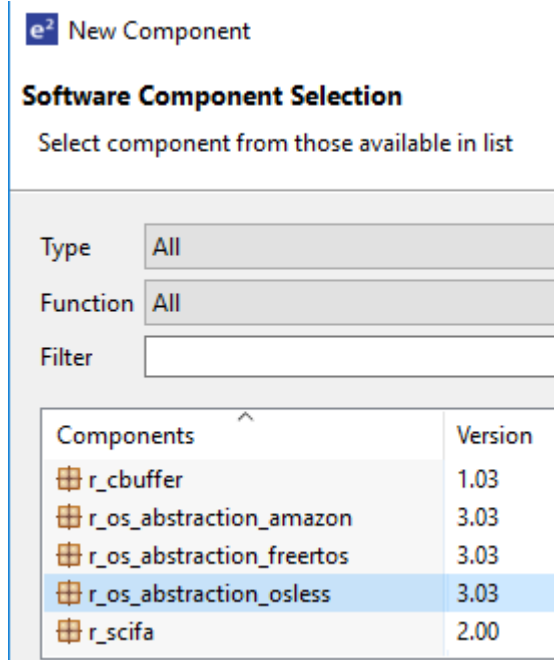 e² New Component
Software Component Selection
Select component from those available in list
Type All
Function All
Filter
Components Version
r_cbuffer 1.03
r_os_abstraction_amazon 3.03
r_os_abstraction_freertos 3.03
r_os_abstraction_osless 3.03
r_scifa 2.00